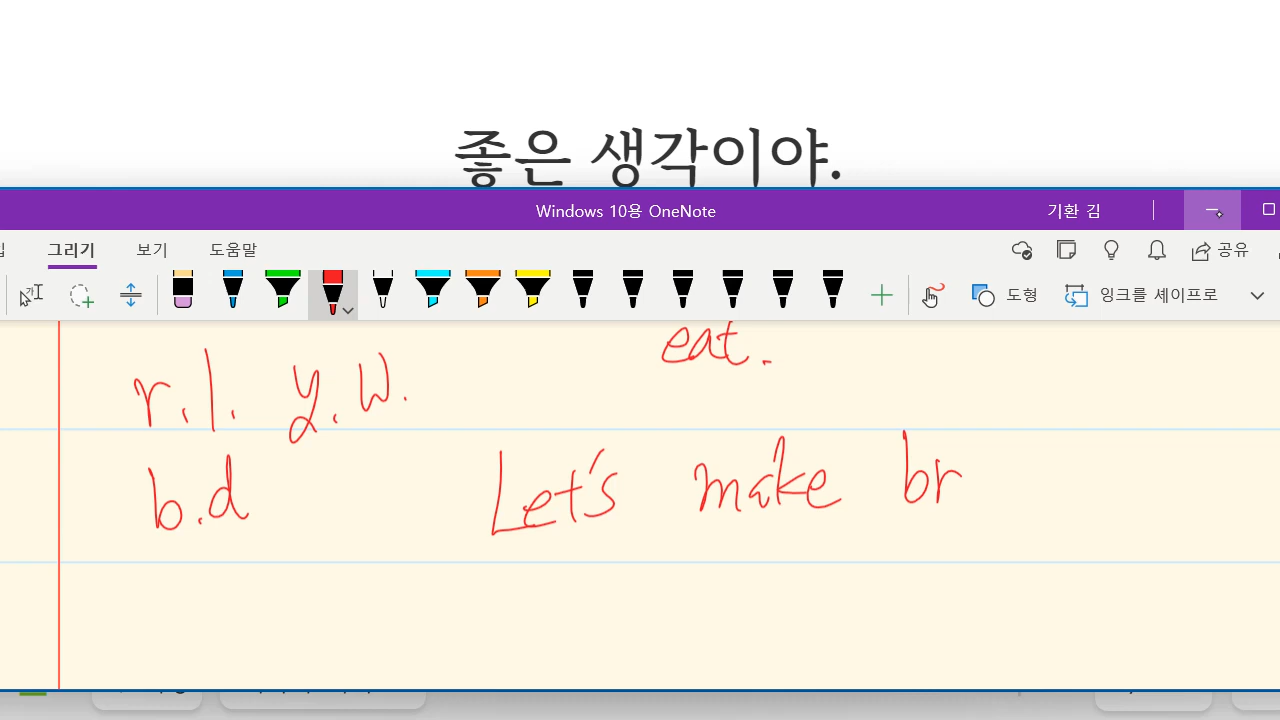 좋은 생각이야.
Windows 10용 OneNote 기환 김
그리기 보기 도움말 공유
도형 잉크를 셰이프로
eat.
r.l. y.w.
b.d Let's make br